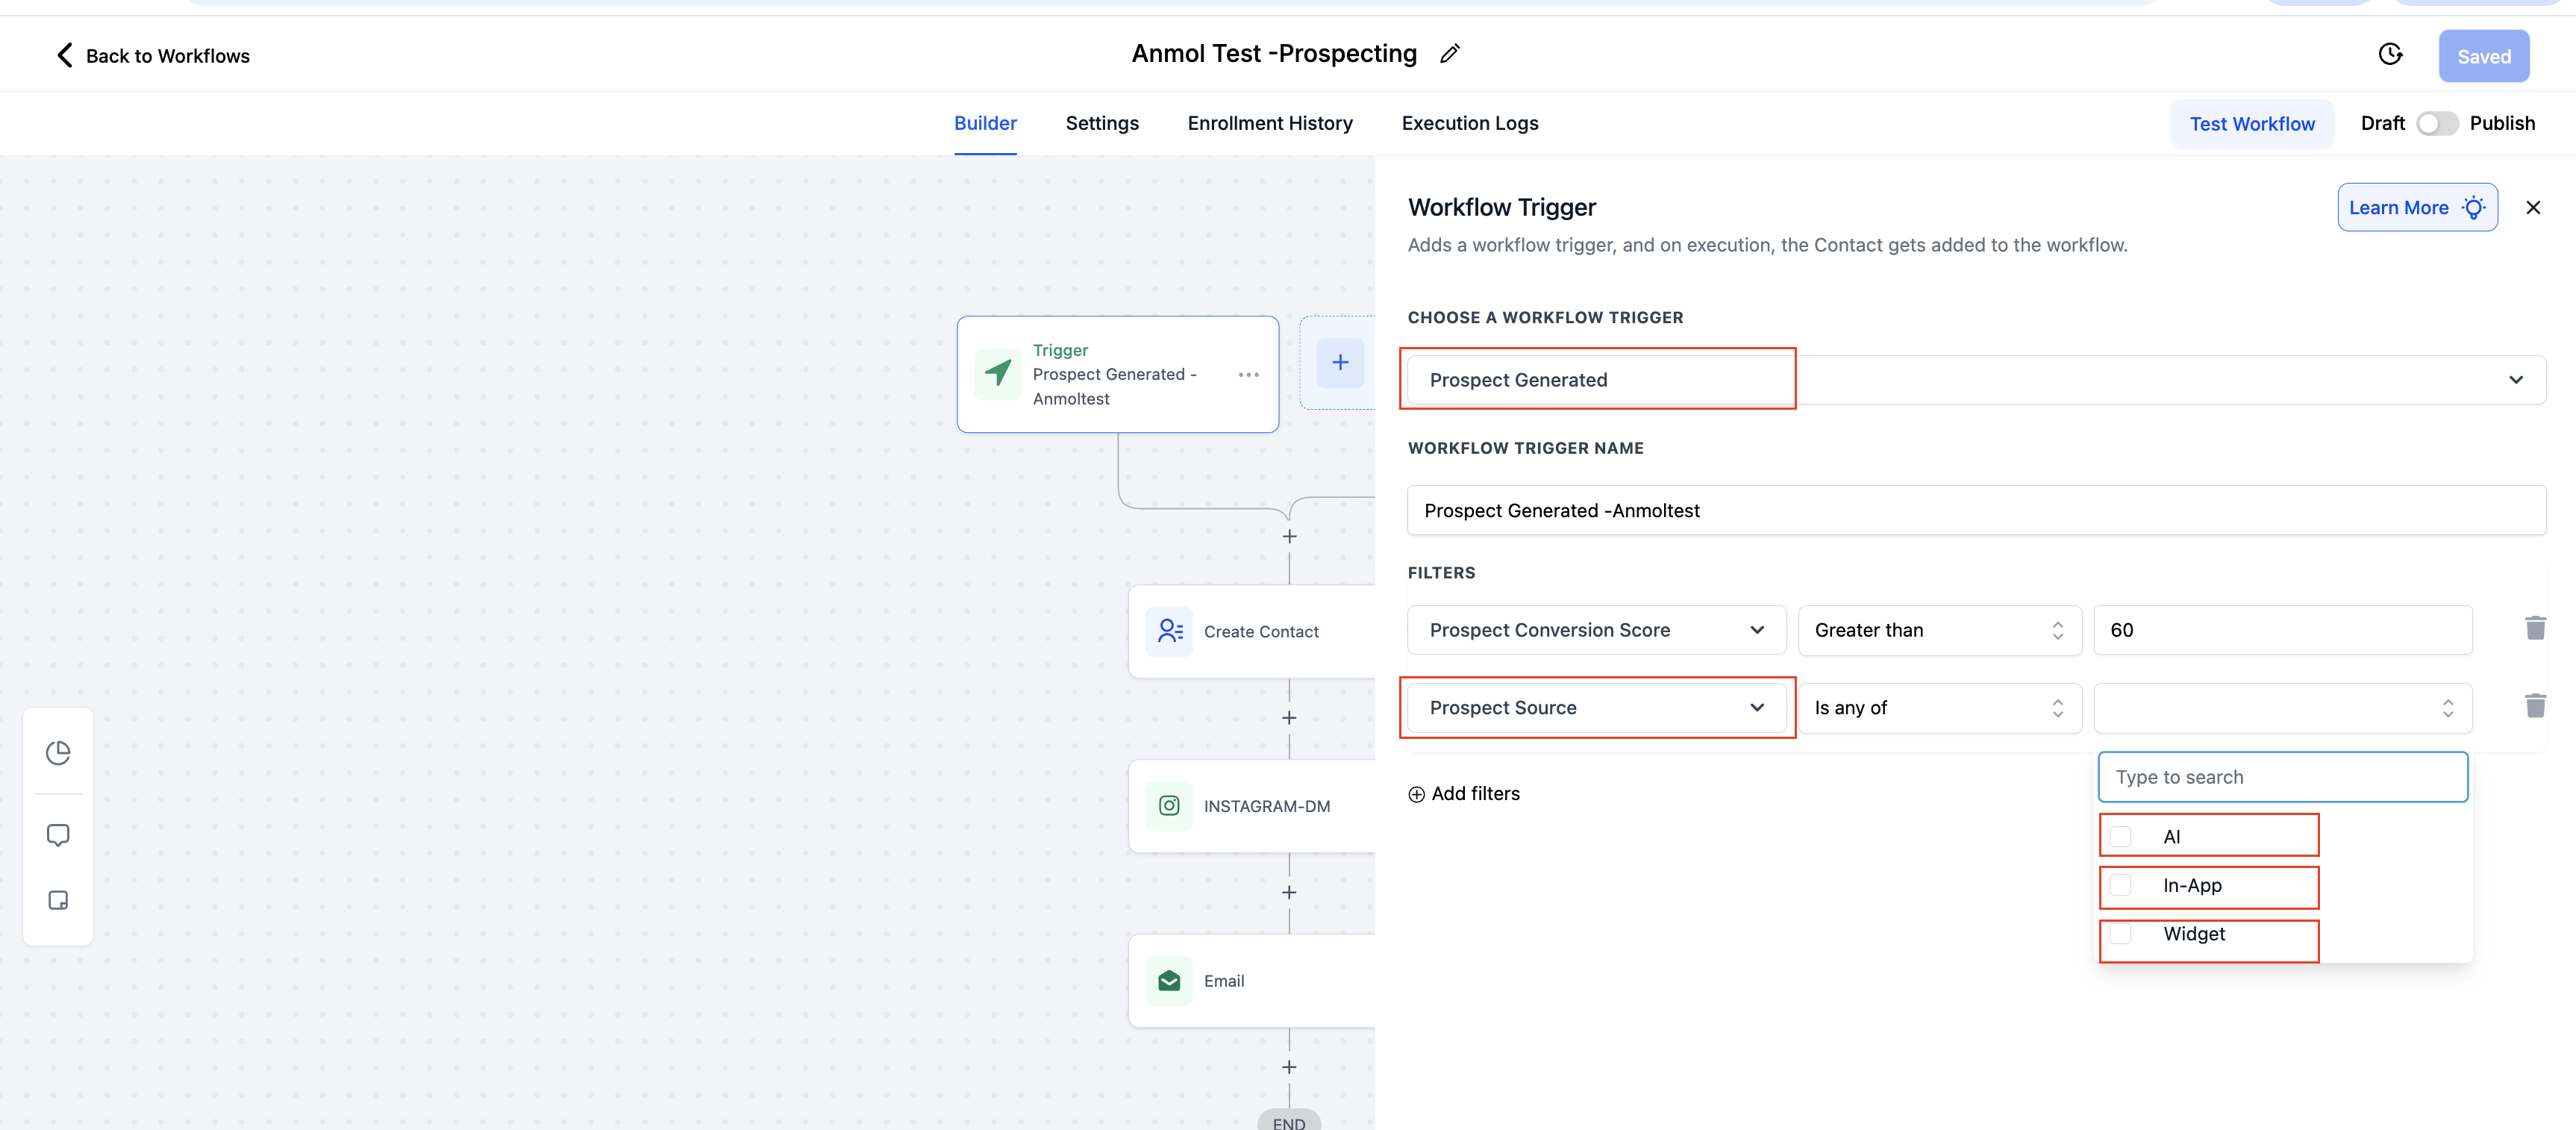 Back to Workflows
Anmol Test -Prospecting
Saved
Builder
Settings
Enrollment History
Execution Logs
Test Workflow
Draft
Publish
Trigger
Prospect Generated -
Anmoltest
Create Contact
INSTAGRAM-DM
Email
END
Workflow Trigger
Learn More
Adds a workflow trigger, and on execution, the Contact gets added to the workflow.
CHOOSE A WORKFLOW TRIGGER
Prospect Generated
WORKFLOW TRIGGER NAME
Prospect Generated -Anmoltest
FILTERS
Prospect Conversion Score
Greater than
60
Prospect Source
Is any of
Add filters
Type to search
AI
In-App
Widget